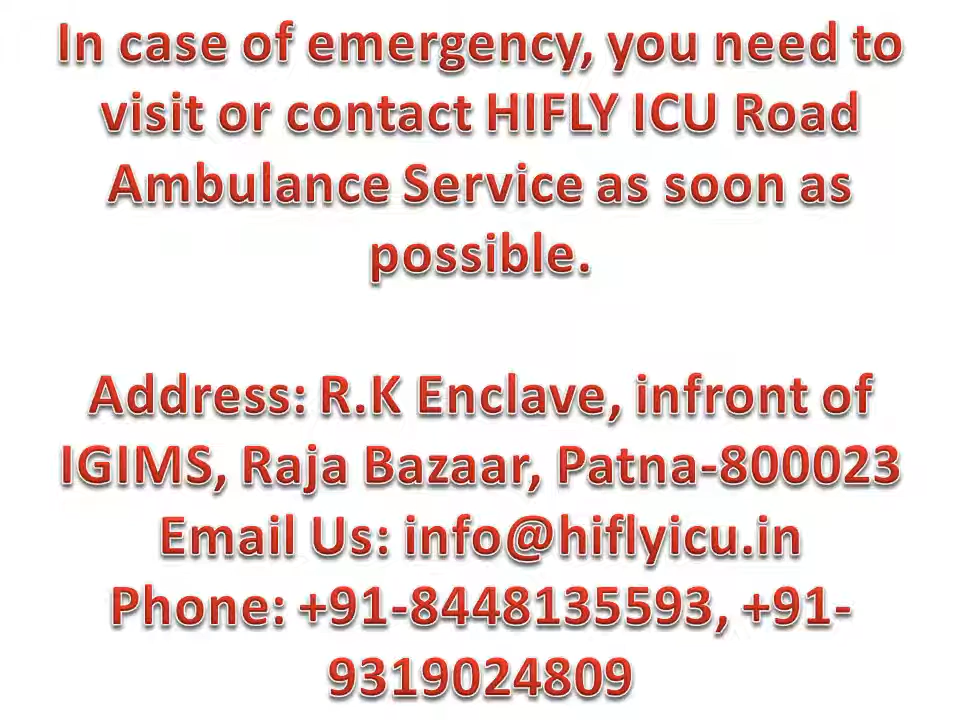 In case of emergency, you need to
visit or contact HIFLY ICU Road
Ambulance Service as soon as
possible.
Address: R.K Enclave, infront of
IGIMS, Raja Bazaar, Patna-800023
Email Us: info@hiflyicu.in
Phone: +91-8448135593, +91-
9319024809